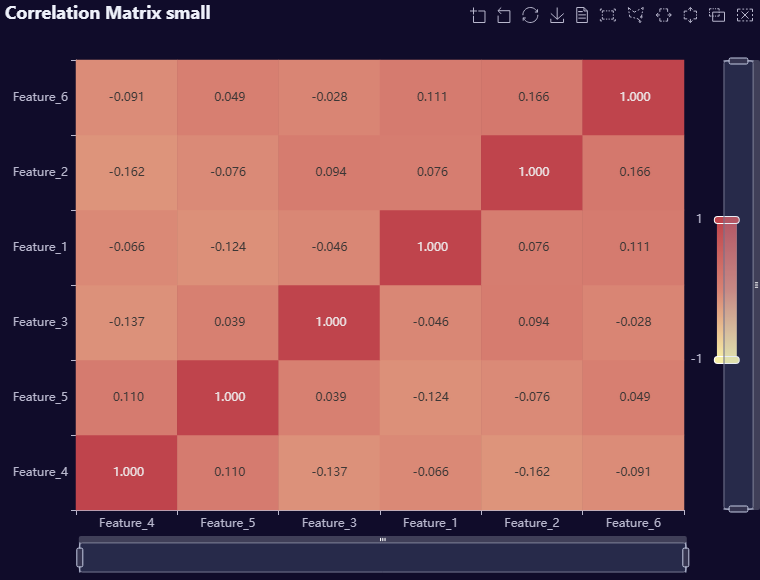 Correlation Matrix small
Feature_6 -0.091 0.049 -0.028 0.111 0.166 1.000
Feature_2 -0.162 -0.076 0.094 0.076 1.000 0.166
Feature_1 -0.066 -0.124 -0.046 1.000 0.076 0.111
Feature_3 -0.137 0.039 1.000 -0.046 0.094 -0.028
Feature_5 0.110 1.000 0.039 -0.124 -0.076 0.049
Feature_4 1.000 0.110 -0.137 -0.066 -0.162 -0.091
Feature_4 Feature_5 Feature_3 Feature_1 Feature_2 Feature_6
1
-1